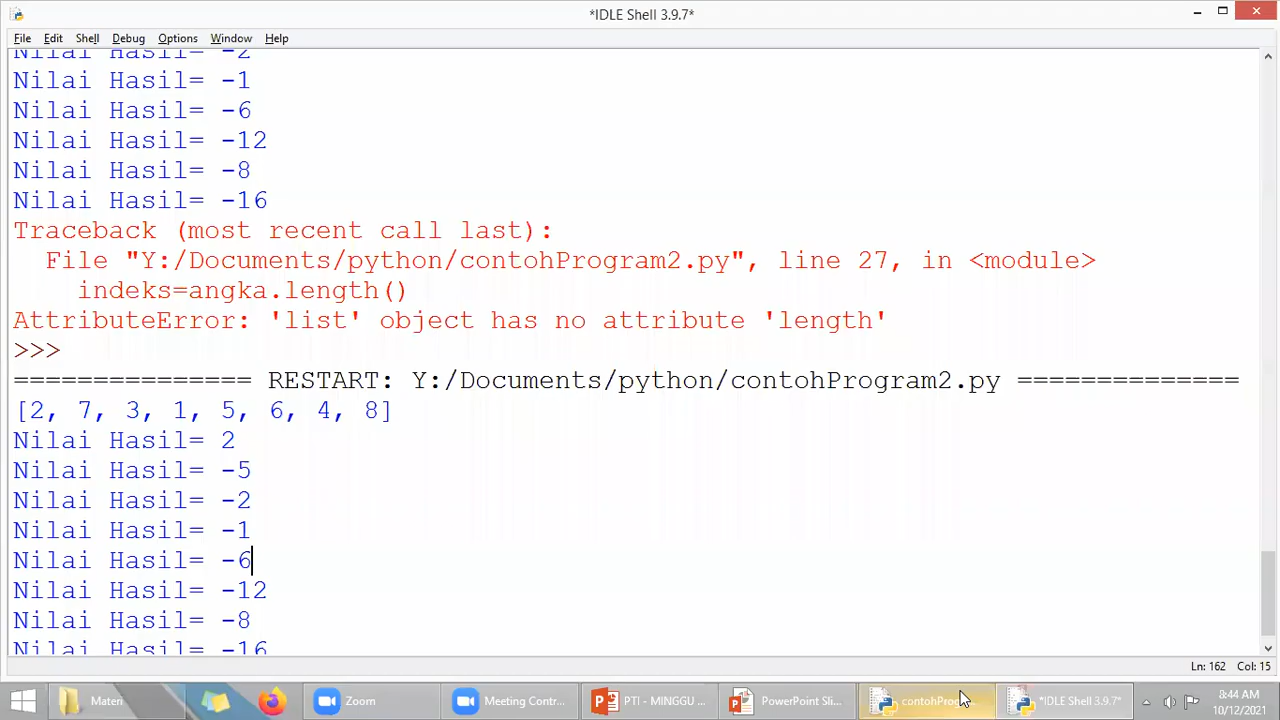 *IDLE Shell 3.9.7*
File Edit Shell Debug Options Window Help
Nilai Hasil= -2
Nilai Hasil= -1
Nilai Hasil= -6
Nilai Hasil= -12
Nilai Hasil= -8
Nilai Hasil= -16
Traceback (most recent call last):
  File "Y:/Documents/python/contohProgram2.py", line 27, in <module>
    indeks=angka.length()
AttributeError: 'list' object has no attribute 'length'
>>>
=============== RESTART: Y:/Documents/python/contohProgram2.py ==============
[2, 7, 3, 1, 5, 6, 4, 8]
Nilai Hasil= 2
Nilai Hasil= -5
Nilai Hasil= -2
Nilai Hasil= -1
Nilai Hasil= -6
Nilai Hasil= -12
Nilai Hasil= -8
Nilai Hasil= -16
Ln: 162 Col: 15
Materi Zoom Meeting Contr... PTI - MINGGU ... PowerPoint Sli... *IDLE Shell 3.9.7* 8:44 AM
10/12/2021